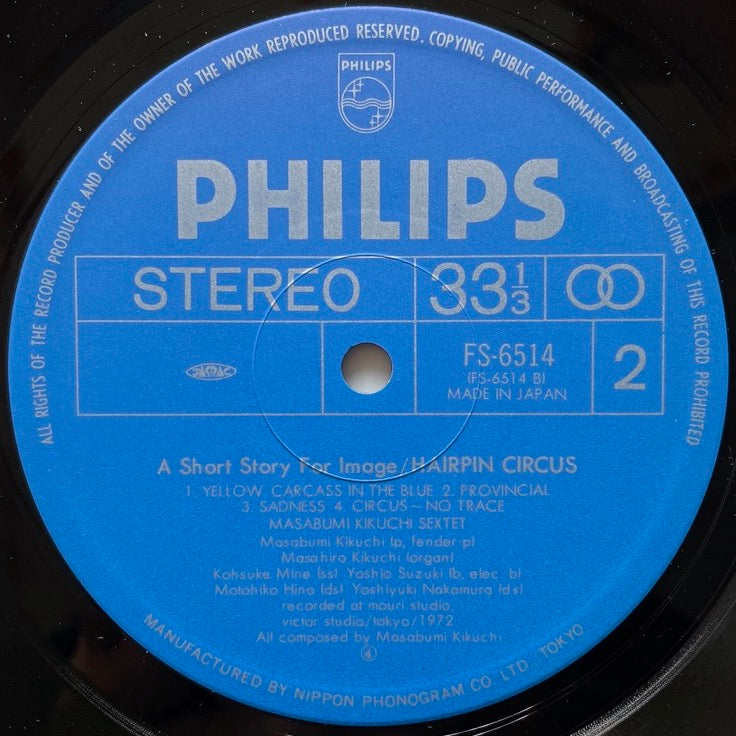 ALL RIGHTS OF THE RECORD PRODUCER AND OF THE OWNER OF THE WORK REPRODUCED RESERVED. COPYING, PUBLIC PERFORMANCE AND BROADCASTING OF THIS RECORD PROHIBITED
PHILIPS
PHILIPS
STEREO 33 1/3
FS-6514
(FS-6514 B)
MADE IN JAPAN
2
A Short Story For Image/HAIRPIN CIRCUS
1. YELLOW CARCASS IN THE BLUE 2. PROVINCIAL
3. SADNESS 4. CIRCUS~NO TRACE
MASABUMI KIKUCHI SEXTET
Masabumi Kikuchi (p, fender-p)
Masahiro Kikuchi (organ)
Kohsuke Mine (ss) Yoshio Suzuki (b, elec. b)
Motohiko Hino (ds) Yoshiyuki Nakamura (ds)
recorded at mouri studio,
victor studio/tokyo/1972
All composed by Masabumi Kikuchi
④
MANUFACTURED BY NIPPON PHONOGRAM CO. LTD., TOKYO